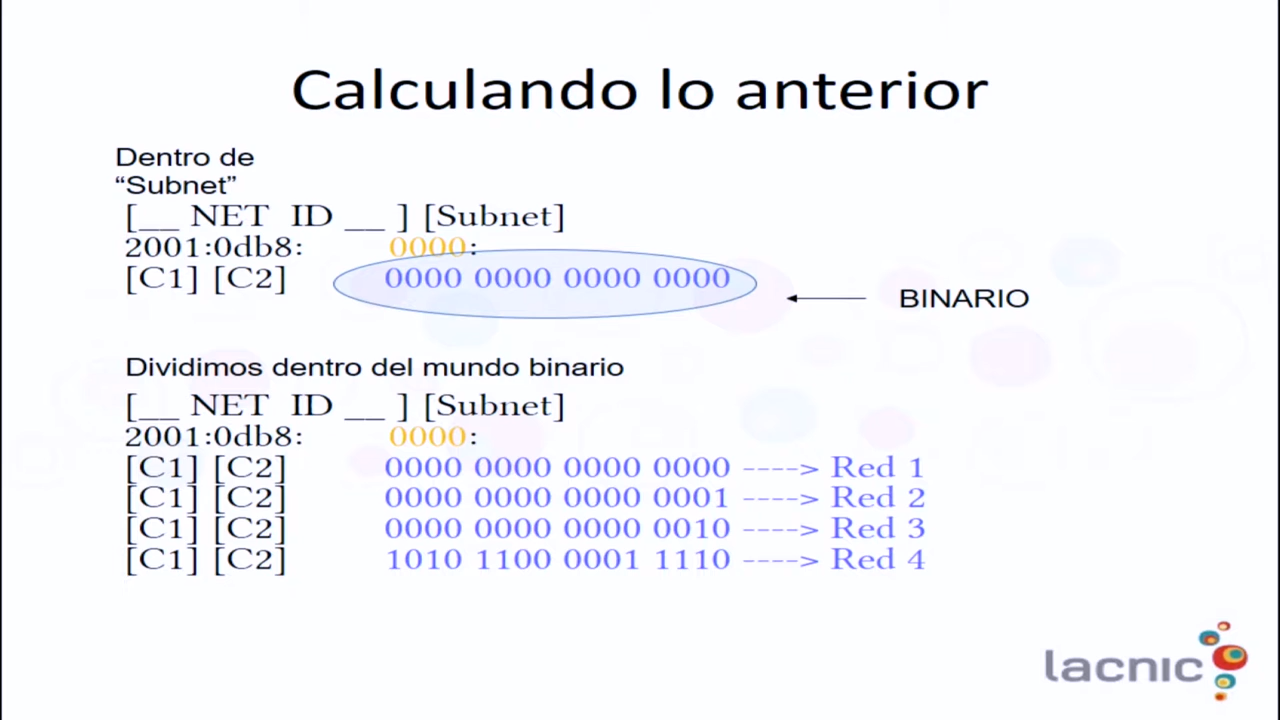 Calculando lo anterior
Dentro de
“Subnet”
[__ NET ID __ ] [Subnet]
2001:0db8: 0000:
[C1] [C2] 0000 0000 0000 0000
BINARIO
Dividimos dentro del mundo binario
[__ NET ID __ ] [Subnet]
2001:0db8: 0000:
[C1] [C2] 0000 0000 0000 0000 ----> Red 1
[C1] [C2] 0000 0000 0000 0001 ----> Red 2
[C1] [C2] 0000 0000 0000 0010 ----> Red 3
[C1] [C2] 1010 1100 0001 1110 ----> Red 4
lacnic